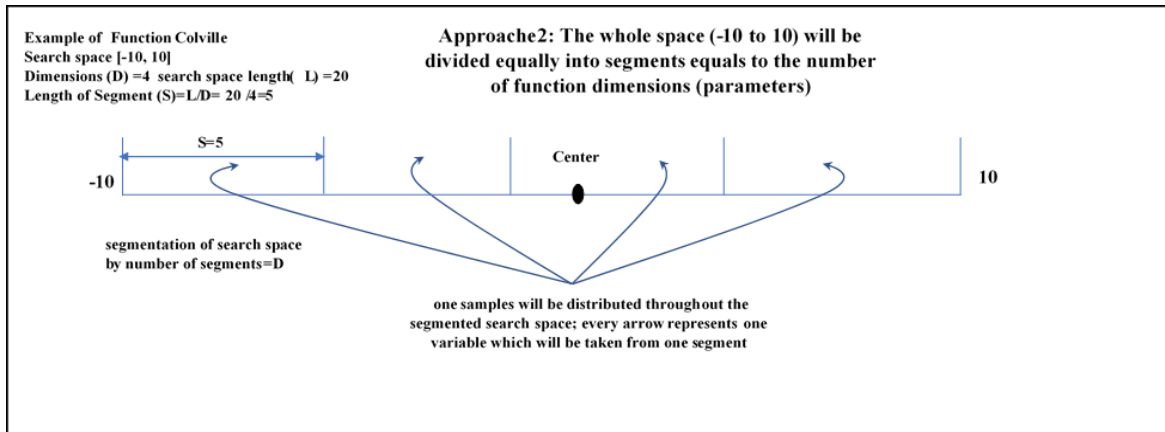 Example of Function Colville
Search space [-10, 10]
Dimensions (D) =4 search space length( L) =20
Length of Segment (S)=L/D= 20 /4=5
Approache2: The whole space (-10 to 10) will be
divided equally into segments equals to the number
of function dimensions (parameters)
S=5
Center
-10
10
segmentation of search space
by number of segments=D
one samples will be distributed throughout the
segmented search space; every arrow represents one
variable which will be taken from one segment